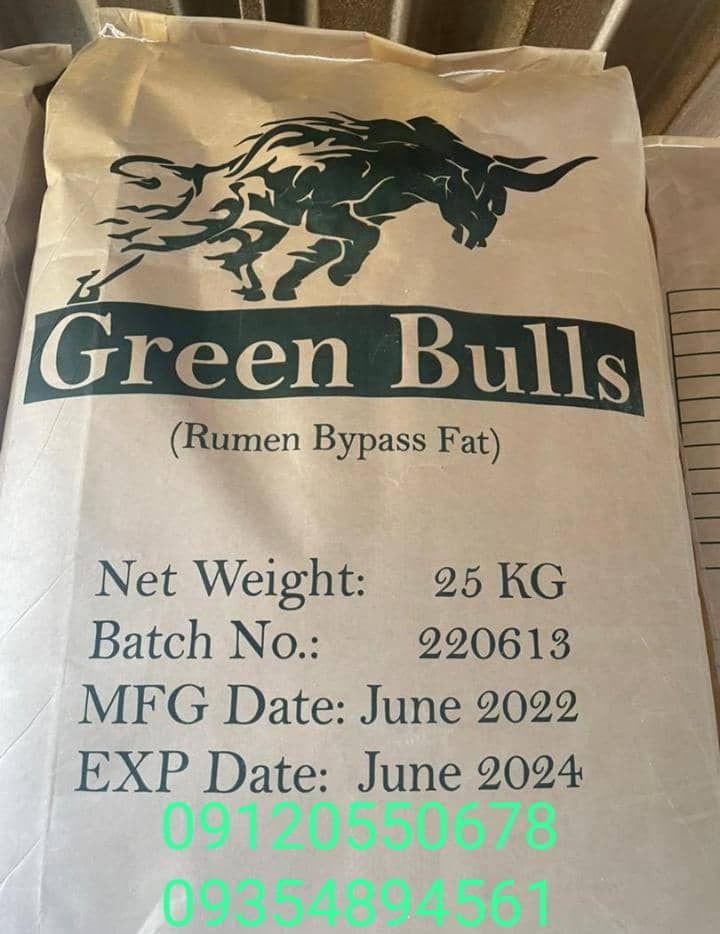 Green Bulls
(Rumen Bypass Fat)
Net Weight: 25 KG
Batch No.: 220613
MFG Date: June 2022
EXP Date: June 2024
09120550678
09354894561